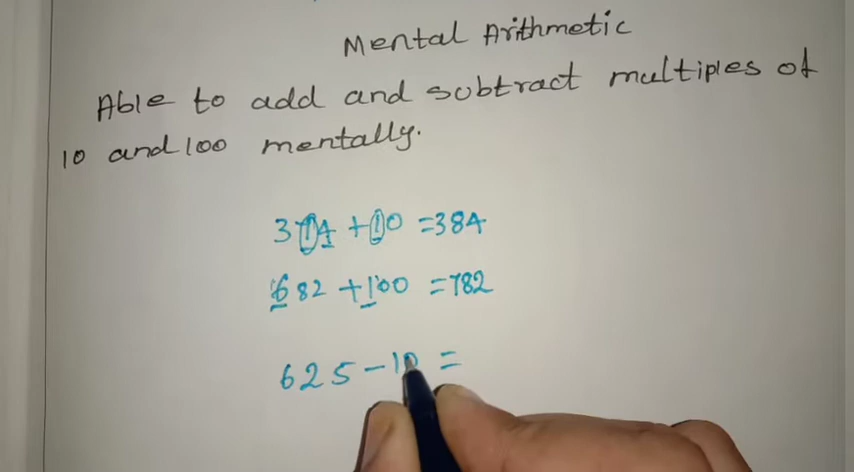 Mental Arithmetic
Able to add and subtract multiples of
10 and 100 mentally.
374 + 10 = 384
682 + 100 = 782
625 - 10 =